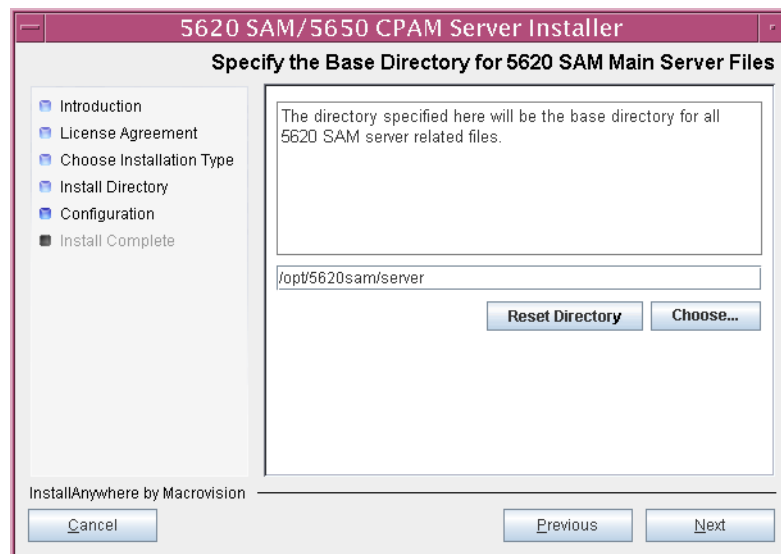 5620 SAM/5650 CPAM Server Installer
Specify the Base Directory for 5620 SAM Main Server Files
Introduction
License Agreement
Choose Installation Type
Install Directory
Configuration
Install Complete
The directory specified here will be the base directory for all
5620 SAM server related files.
/opt/5620sam/server
Reset Directory
Choose...
InstallAnywhere by Macrovision
Cancel
Previous
Next